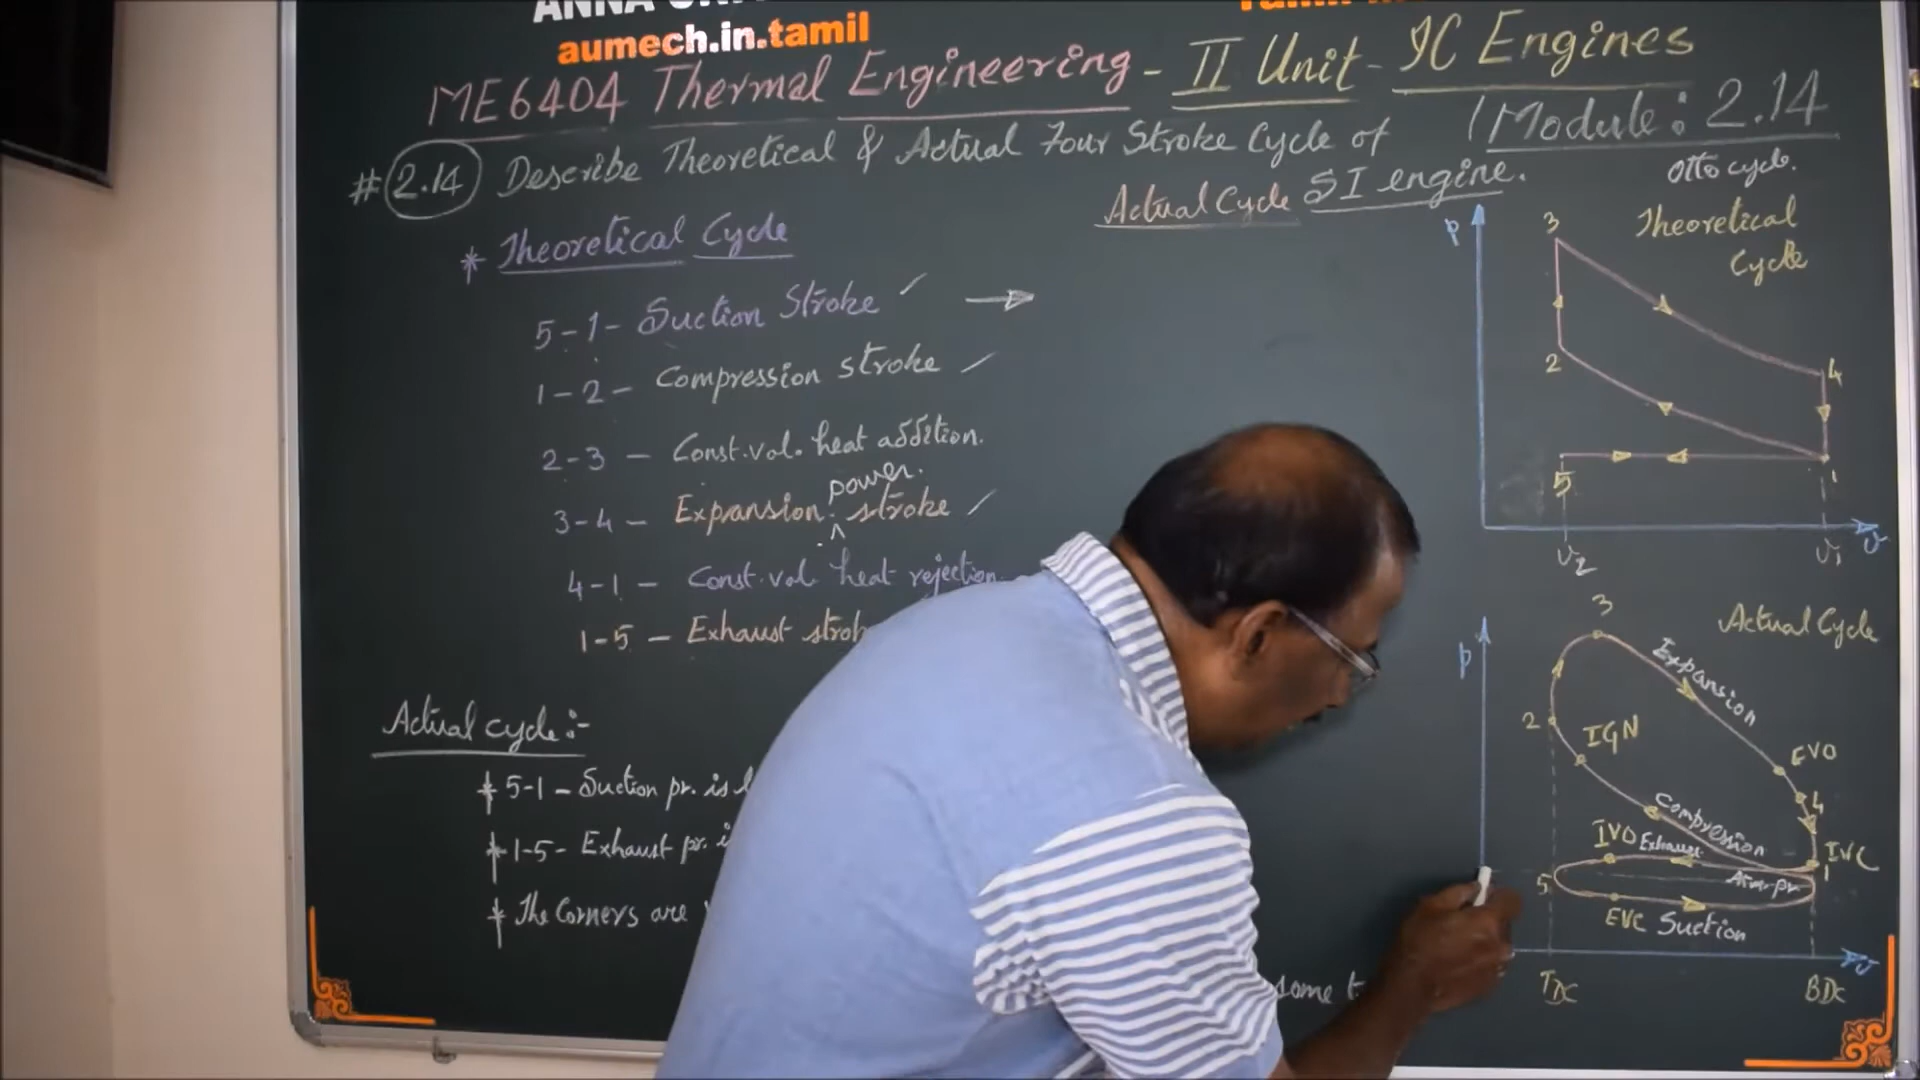 aumech.in.tamil
ME6404 Thermal Engineering - II Unit - IC Engines
Module: 2.14
# 2.14 Describe Theoretical & Actual Four Stroke Cycle of
SI engine.
Actual Cycle
* Theoretical Cycle
5-1- Suction Stroke
1-2- Compression stroke
2-3 - Const. vol. heat addition.
power.
3-4 - Expansion stroke
4-1 - Const. vol. heat rejection
1-5 - Exhaust
Actual cycle:-
5-1- Suction pr. is
1-5- Exhaust pr.
The Corners are
some
Otto cycle.
Theoretical
Cycle
p
3
2
4
5
1
v2
v1
v
Actual Cycle
p
3
Expansion
2
IGN
EVO
4
Compression
IVO Exhaust
IVC
1
5
Atm. pr.
EVC Suction
v
TDC
BDC